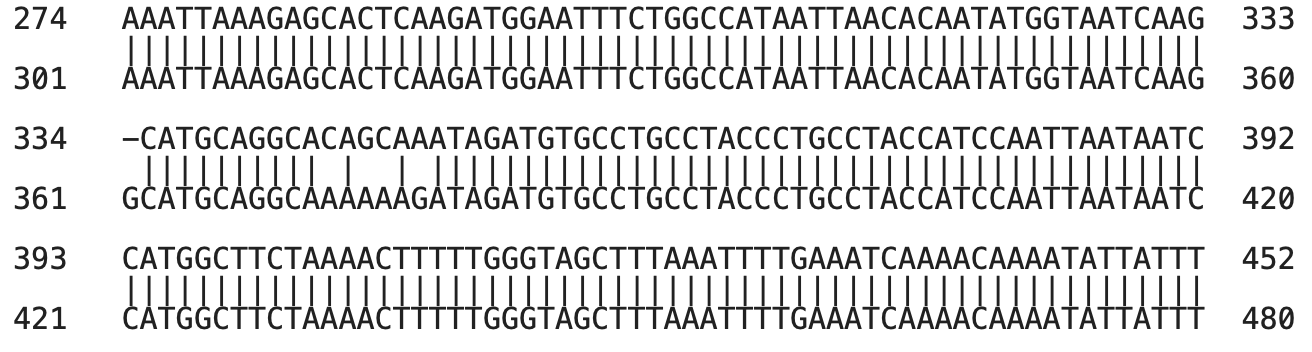 274 AAATTAAAGAGCACTCAAGATGGAATTTCTGGCCATAATTAACACAATATGGTAATCAAG 333
301 AAATTAAAGAGCACTCAAGATGGAATTTCTGGCCATAATTAACACAATATGGTAATCAAG 360
334 –CATGCAGGCACAGCAAATAGATGTGCCTGCCTACCCTGCCTACCATCCAATTAATAATC 392
361 GCATGCAGGCAAAAAAGATAGATGTGCCTGCCTACCCTGCCTACCATCCAATTAATAATC 420
393 CATGGCTTCTAAAACTTTTTGGGTAGCTTTAAATTTTGAAATCAAAACAAAATATTATTT 452
421 CATGGCTTCTAAAACTTTTTGGGTAGCTTTAAATTTTGAAATCAAAACAAAATATTATTT 480